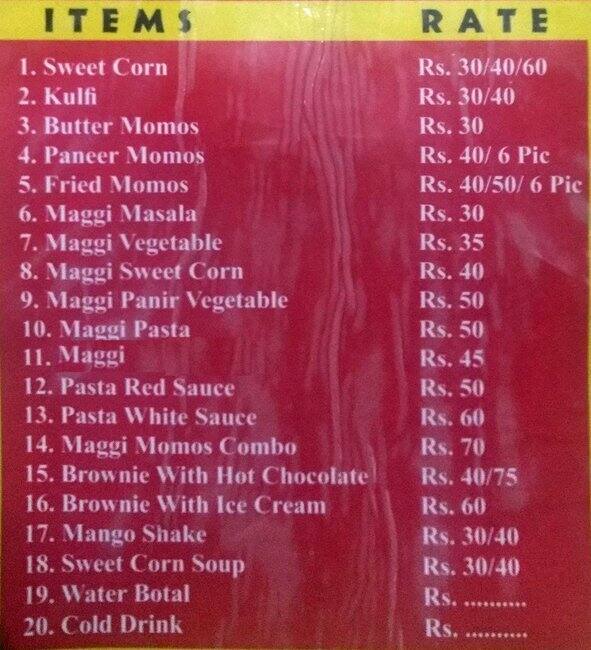 ITEMS RATE
1. Sweet Corn Rs. 30/40/60
2. Kulfi Rs. 30/40
3. Butter Momos Rs. 30
4. Paneer Momos Rs. 40/ 6 Pic
5. Fried Momos Rs. 40/50/ 6 Pic
6. Maggi Masala Rs. 30
7. Maggi Vegetable Rs. 35
8. Maggi Sweet Corn Rs. 40
9. Maggi Panir Vegetable Rs. 50
10. Maggi Pasta Rs. 50
11. Maggi Rs. 45
12. Pasta Red Sauce Rs. 50
13. Pasta White Sauce Rs. 60
14. Maggi Momos Combo Rs. 70
15. Brownie With Hot Chocolate Rs. 40/75
16. Brownie With Ice Cream Rs. 60
17. Mango Shake Rs. 30/40
18. Sweet Corn Soup Rs. 30/40
19. Water Botal Rs. ..........
20. Cold Drink Rs. ..........